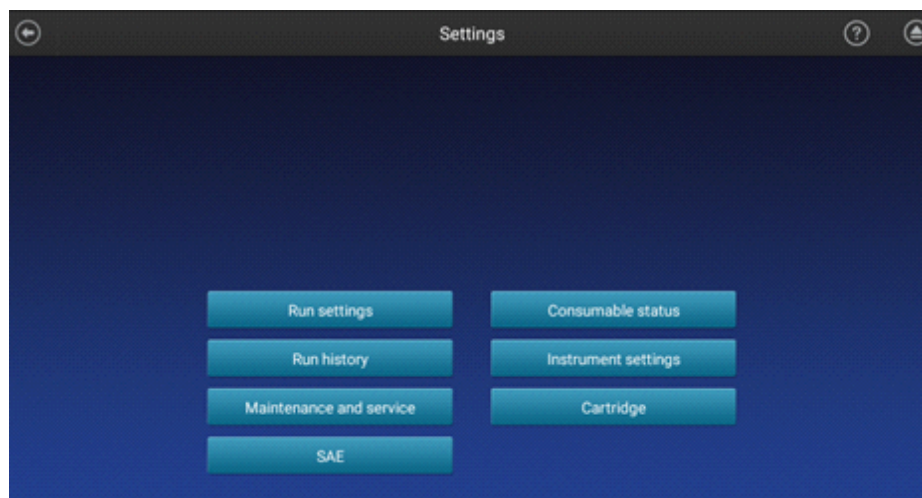 Settings
?
Run settings
Consumable status
Run history
Instrument settings
Maintenance and service
Cartridge
SAE